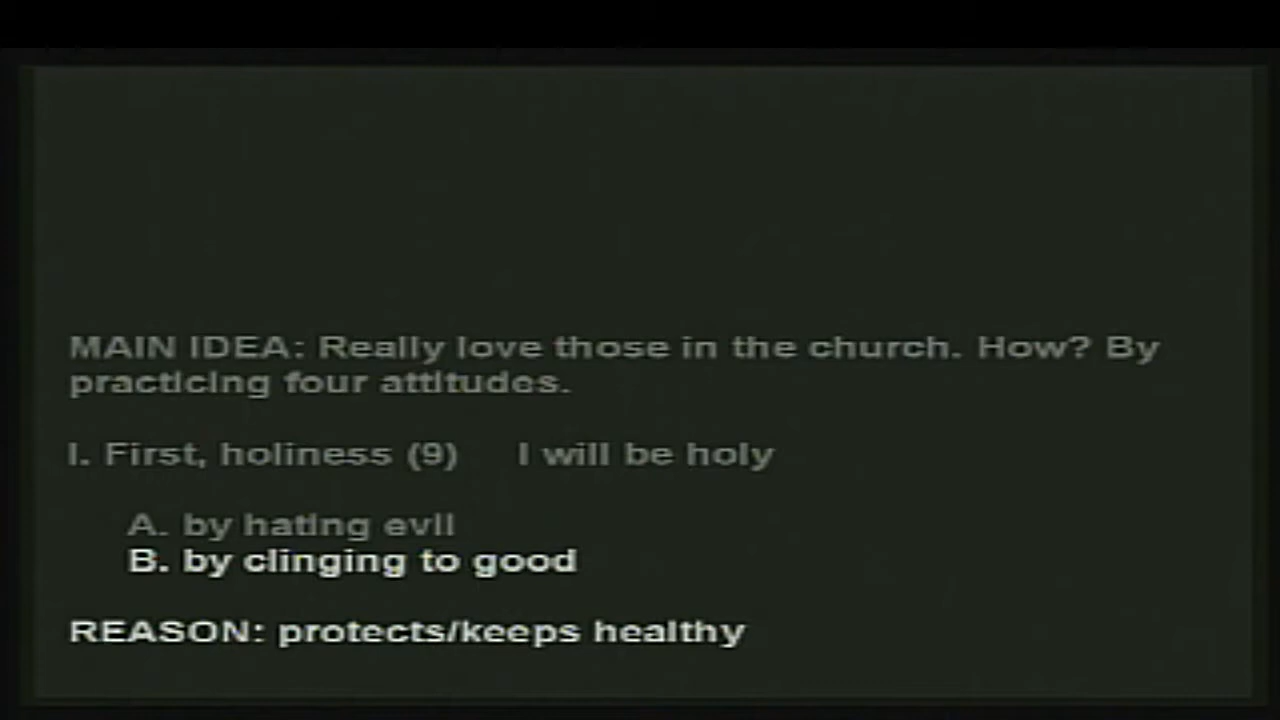 MAIN IDEA: Really love those in the church. How? By
practicing four attitudes.
I. First, holiness (9) I will be holy
A. by hating evil
B. by clinging to good
REASON: protects/keeps healthy